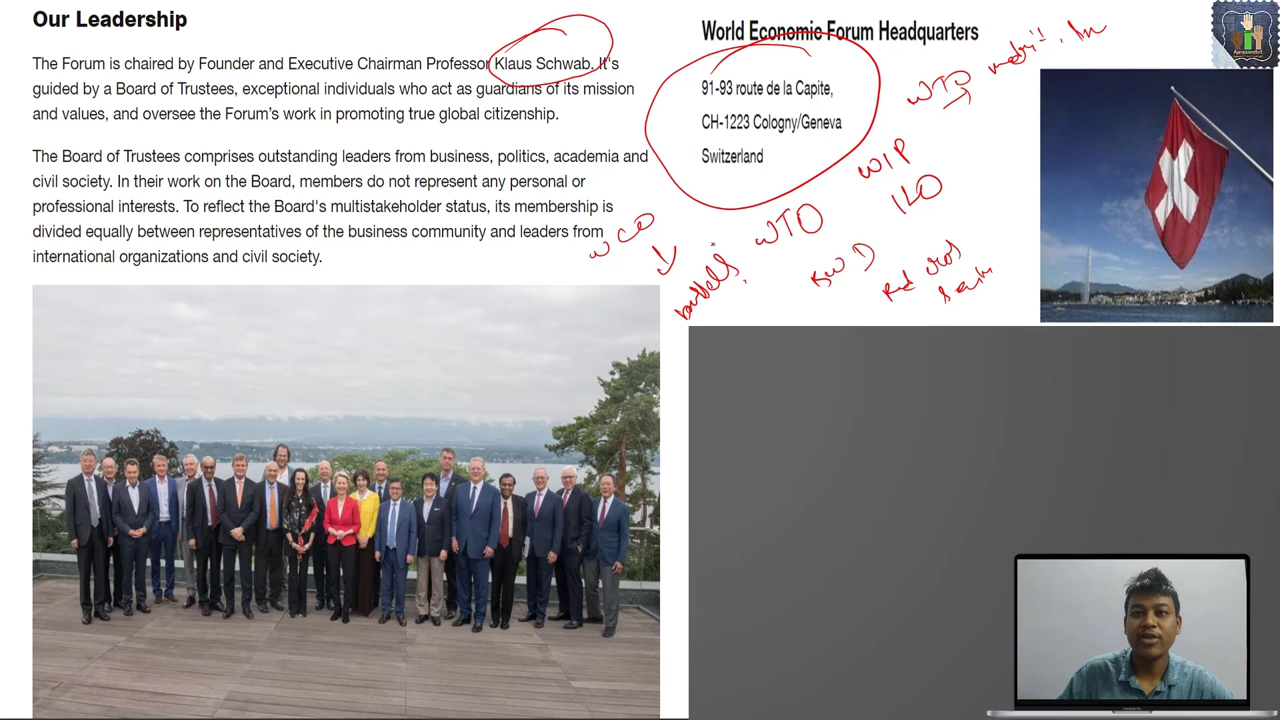 Our Leadership
The Forum is chaired by Founder and Executive Chairman Professor Klaus Schwab. It's
guided by a Board of Trustees, exceptional individuals who act as guardians of its mission
and values, and oversee the Forum's work in promoting true global citizenship.
The Board of Trustees comprises outstanding leaders from business, politics, academia and
civil society. In their work on the Board, members do not represent any personal or
professional interests. To reflect the Board's multistakeholder status, its membership is
divided equally between representatives of the business community and leaders from
international organizations and civil society.
World Economic Forum Headquarters
91-93 route de la Capite,
CH-1223 Cologny/Geneva
Switzerland
WTO
WIP
ILO
WTO
WCO
Red